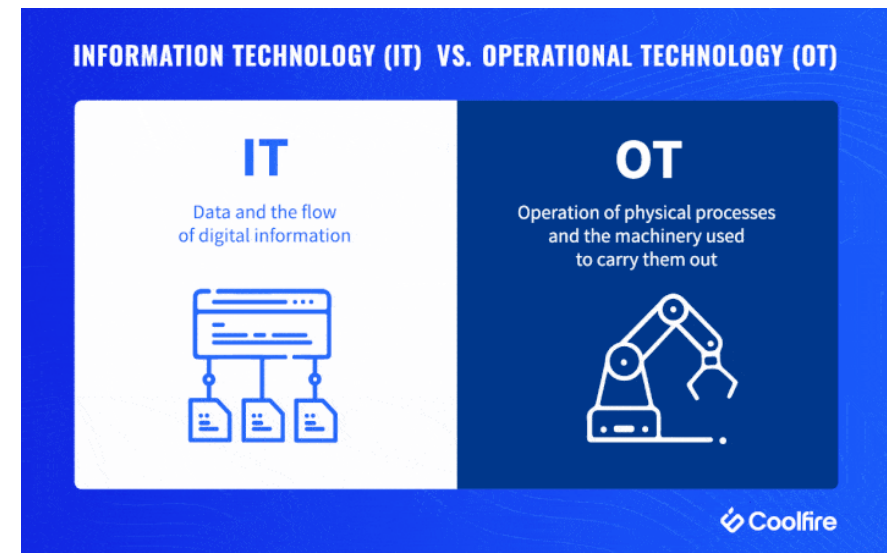 INFORMATION TECHNOLOGY (IT) VS. OPERATIONAL TECHNOLOGY (OT)
IT
Data and the flow
of digital information
OT
Operation of physical processes
and the machinery used
to carry them out
Coolfire